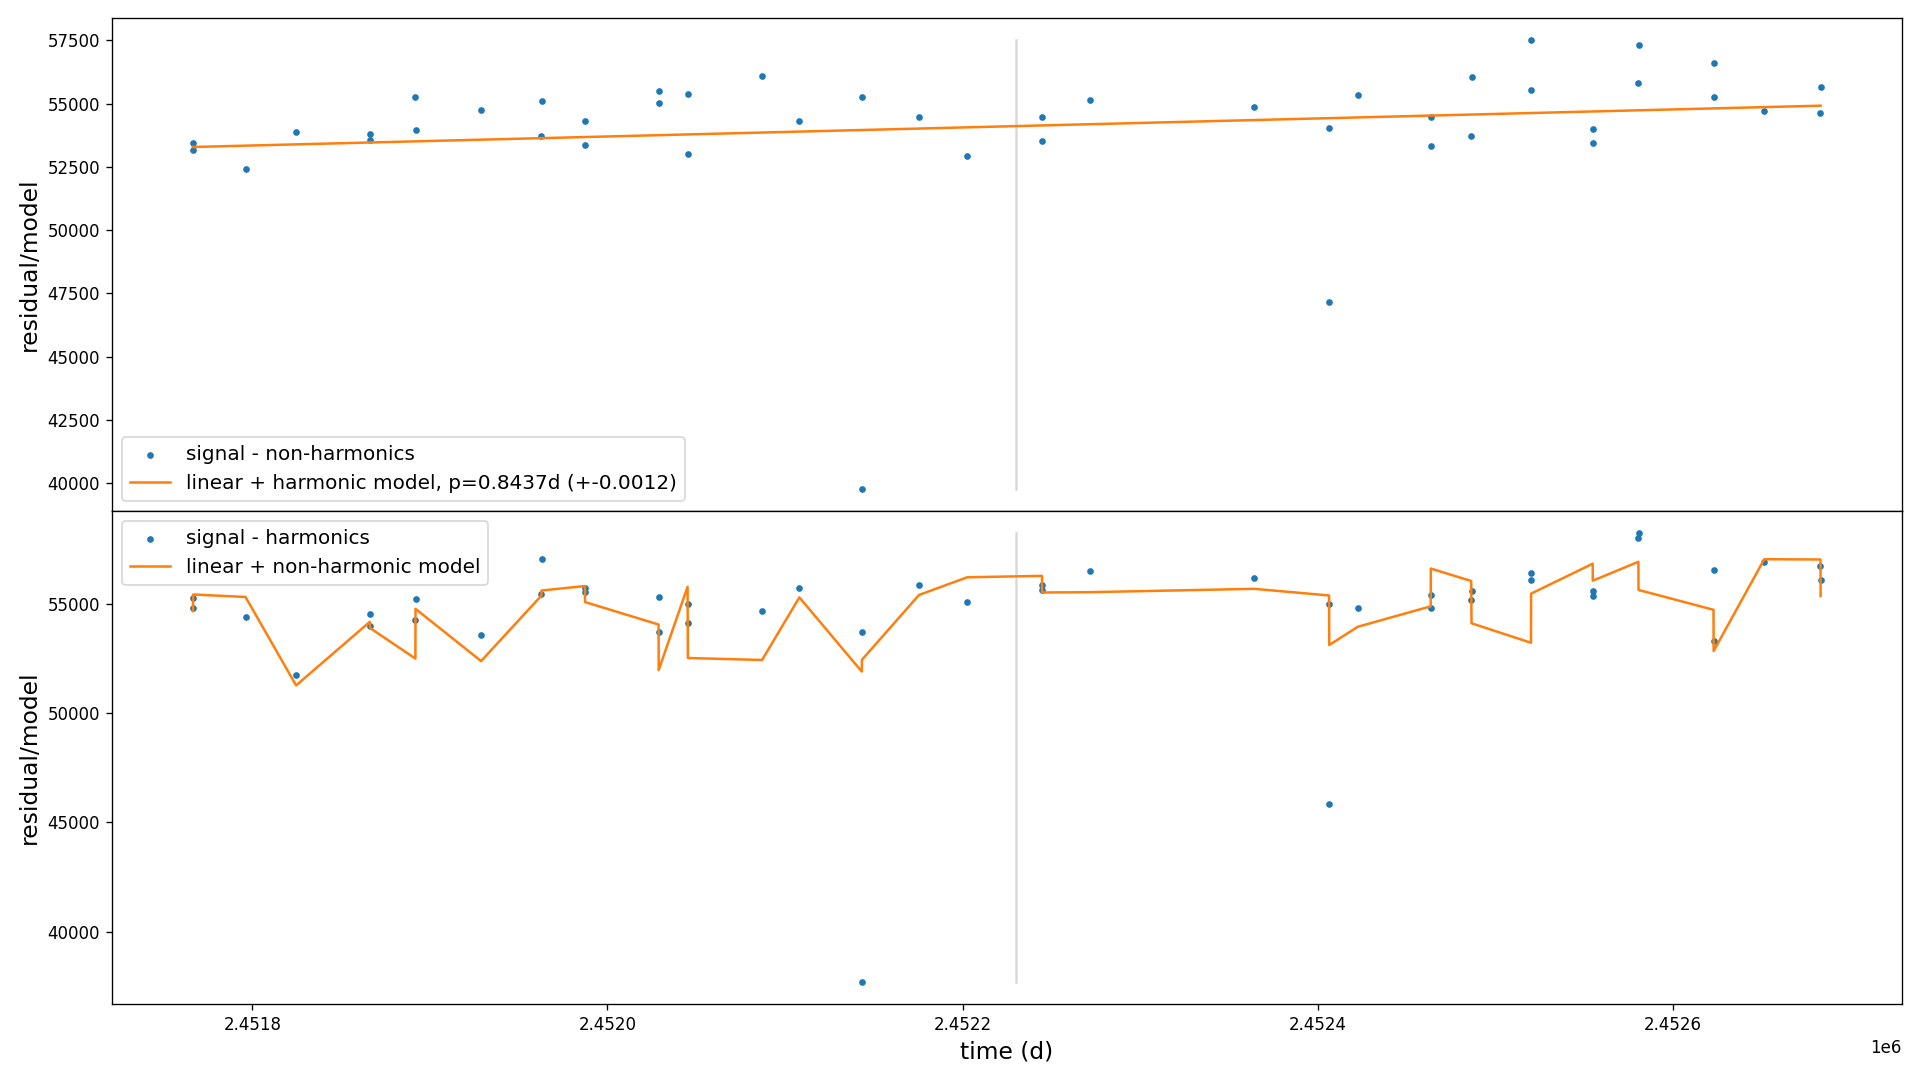 57500
55000
52500
50000
47500
45000
42500
40000
residual/model
signal - non-harmonics
linear + harmonic model, p=0.8437d (+-0.0012)
signal - harmonics
linear + non-harmonic model
55000
50000
45000
40000
residual/model
2.4518 2.4520 2.4522 2.4524 2.4526
1e6
time (d)